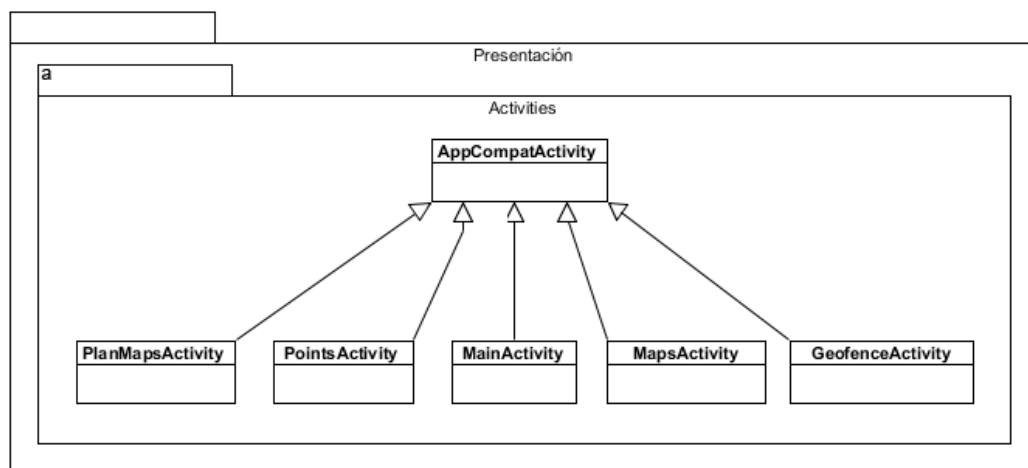 Presentación
a
Activities
AppCompatActivity
PlanMapsActivity
PointsActivity
MainActivity
MapsActivity
GeofenceActivity